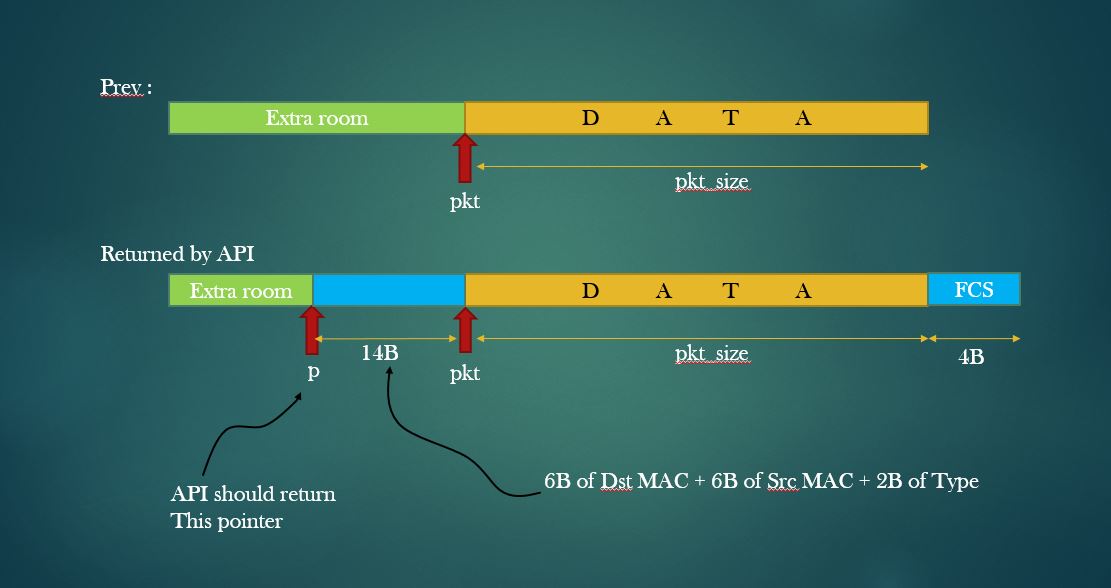 Prev :
Extra room D A T A
pkt_size
pkt
Returned by API
Extra room D A T A FCS
14B pkt_size 4B
p pkt
6B of Dst MAC + 6B of Src MAC + 2B of Type
API should return
This pointer